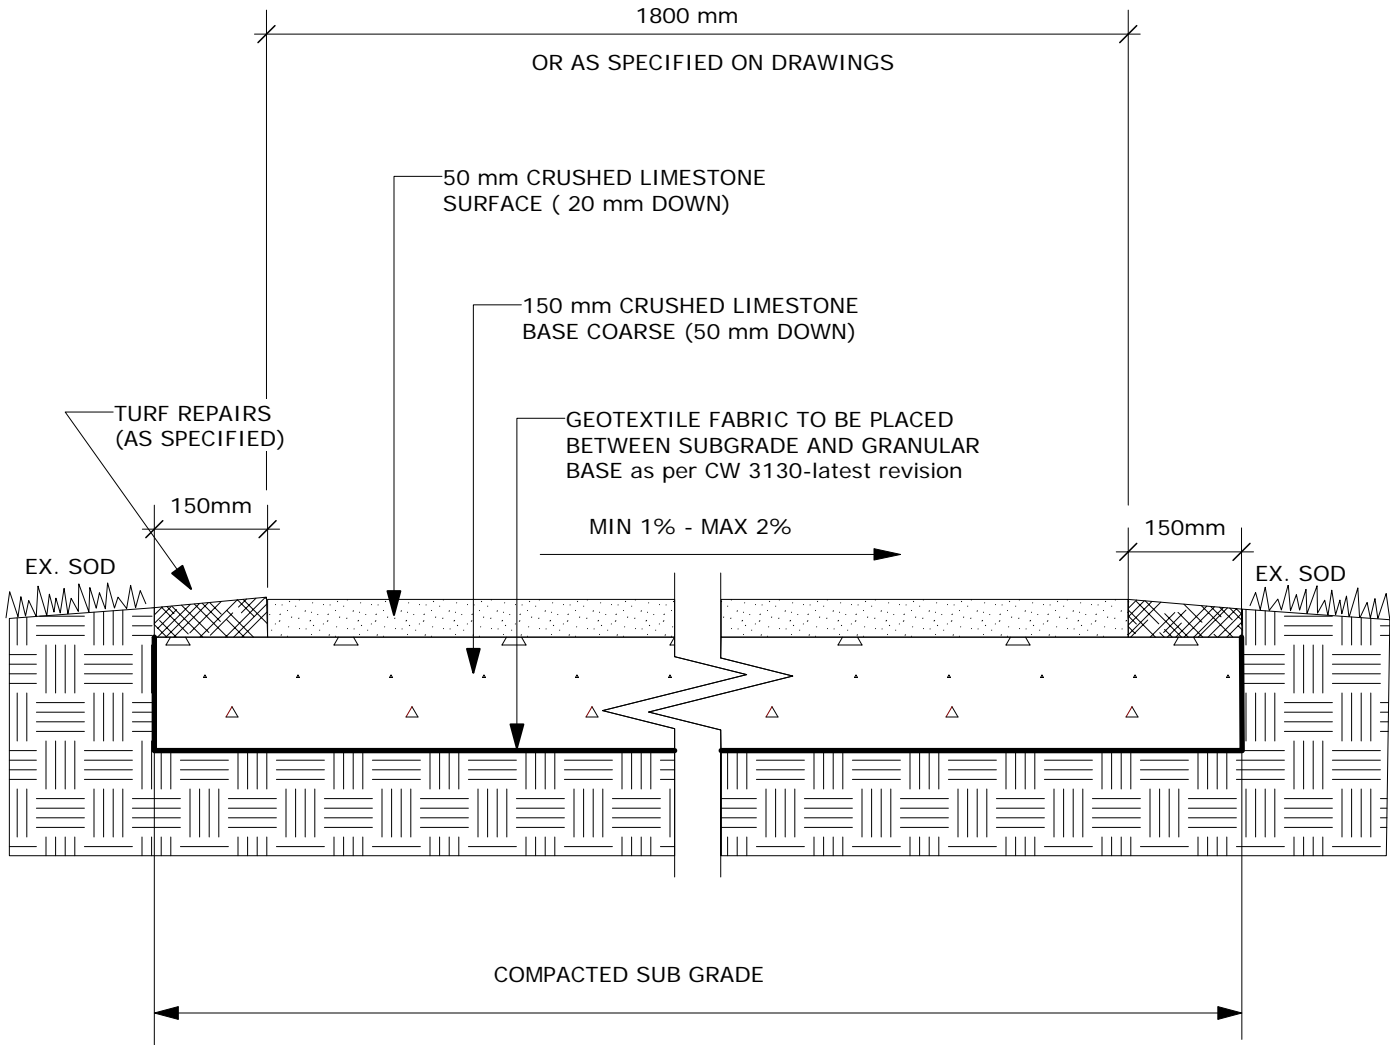 1800 mm
OR AS SPECIFIED ON DRAWINGS
50 mm CRUSHED LIMESTONE
SURFACE ( 20 mm DOWN)
150 mm CRUSHED LIMESTONE
BASE COARSE (50 mm DOWN)
TURF REPAIRS
(AS SPECIFIED)
GEOTEXTILE FABRIC TO BE PLACED
BETWEEN SUBGRADE AND GRANULAR
BASE as per CW 3130-latest revision
150mm
MIN 1% - MAX 2%
150mm
EX. SOD
EX. SOD
COMPACTED SUB GRADE